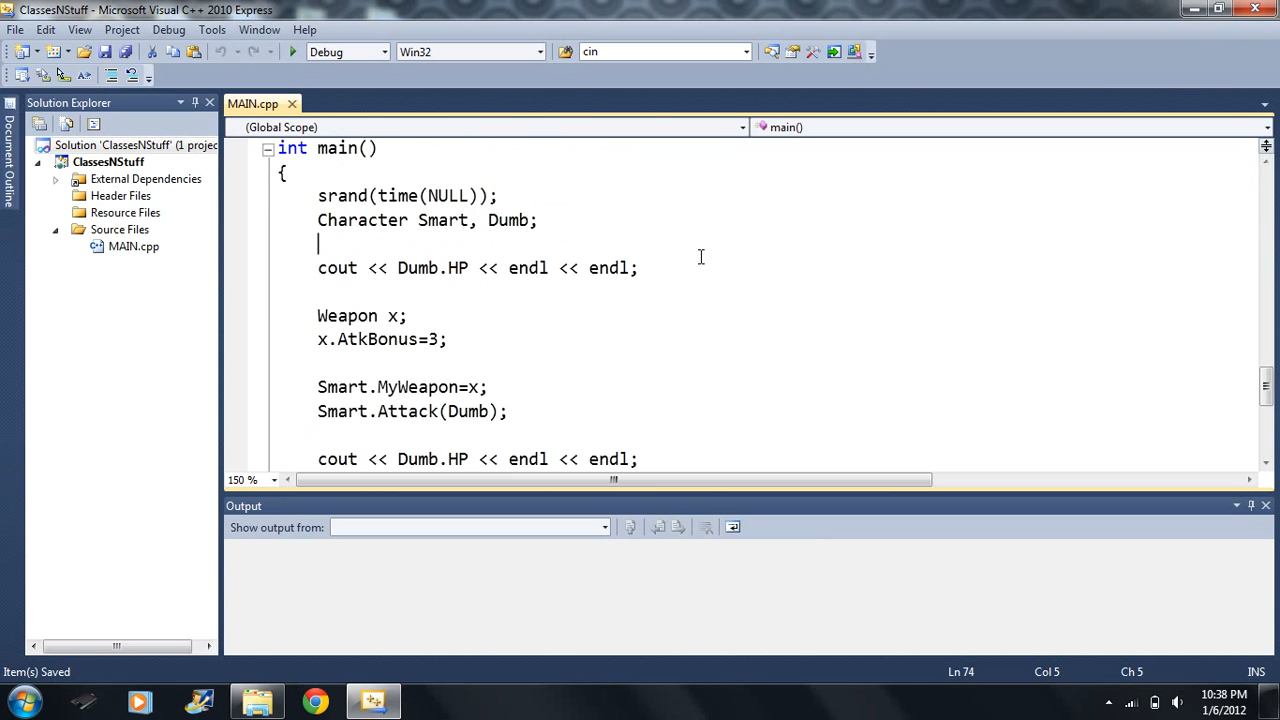 ClassesNStuff - Microsoft Visual C++ 2010 Express
File Edit View Project Debug Tools Window Help
Debug Win32 cin
Document Outline
Solution Explorer
Solution 'ClassesNStuff' (1 projec
ClassesNStuff
External Dependencies
Header Files
Resource Files
Source Files
MAIN.cpp
MAIN.cpp
(Global Scope) main()
int main()
{
srand(time(NULL));
Character Smart, Dumb;
cout << Dumb.HP << endl << endl;
Weapon x;
x.AtkBonus=3;
Smart.MyWeapon=x;
Smart.Attack(Dumb);
cout << Dumb.HP << endl << endl;
150 %
Output
Show output from:
Item(s) Saved Ln 74 Col 5 Ch 5 INS
10:38 PM
1/6/2012